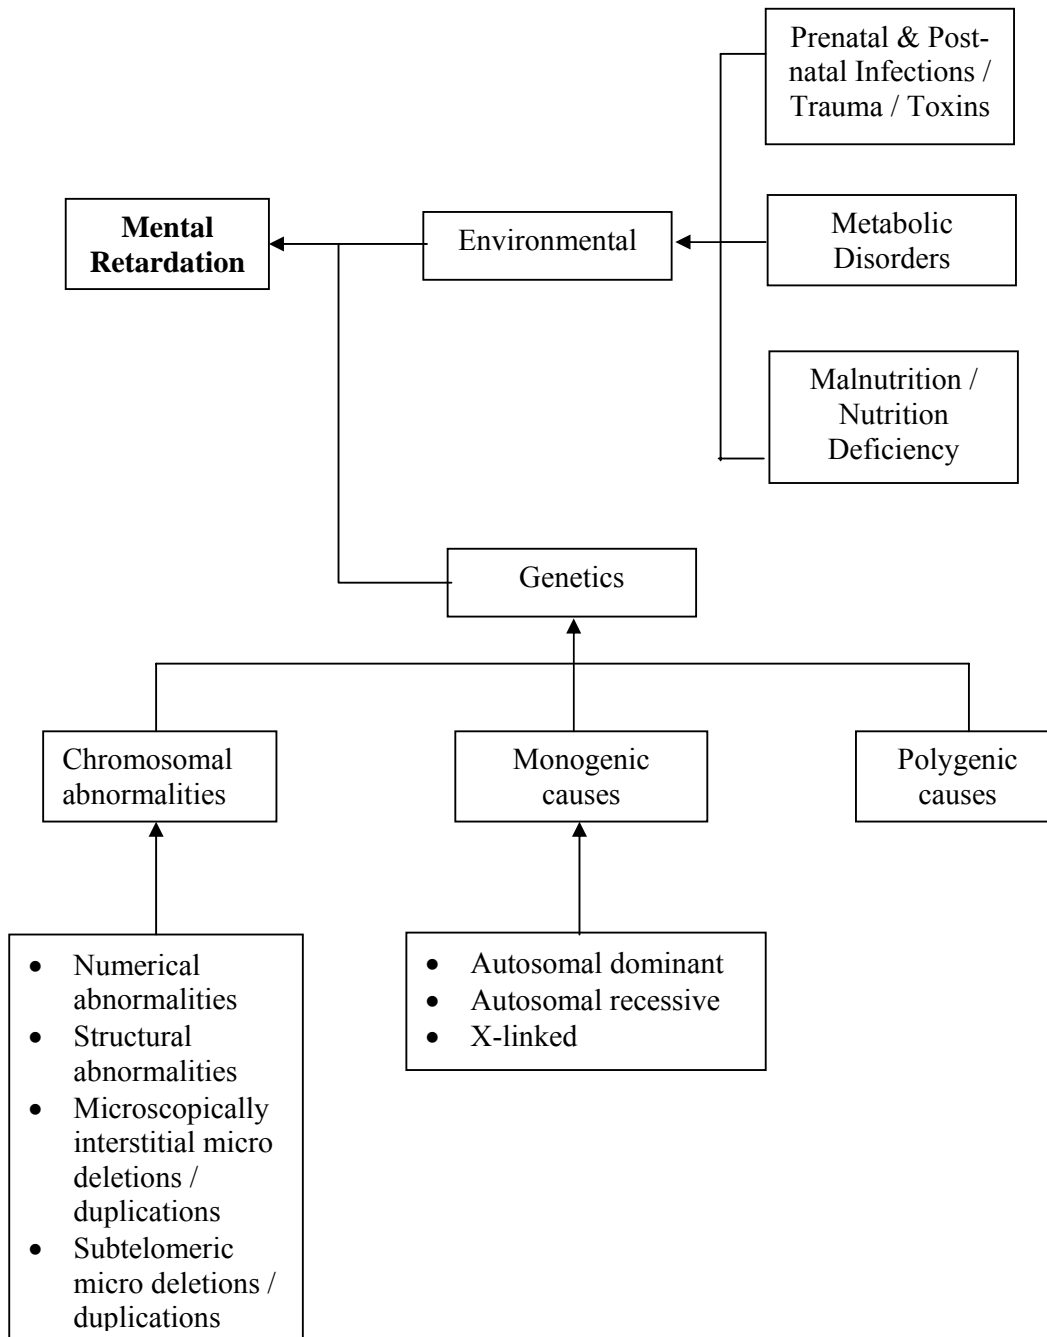 Prenatal & Post-
natal Infections /
Trauma / Toxins
Mental
Retardation
Environmental
Metabolic
Disorders
Malnutrition /
Nutrition
Deficiency
Genetics
Chromosomal
abnormalities
Monogenic
causes
Polygenic
causes
• Numerical
abnormalities
• Structural
abnormalities
• Microscopically
interstitial micro
deletions /
duplications
• Subtelomeric
micro deletions /
duplications
• Autosomal dominant
• Autosomal recessive
• X-linked